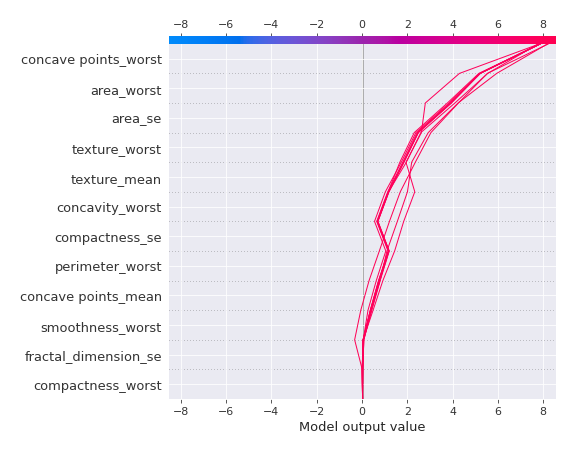 −8 −6 −4 −2 0 2 4 6 8
concave points_worst
area_worst
area_se
texture_worst
texture_mean
concavity_worst
compactness_se
perimeter_worst
concave points_mean
smoothness_worst
fractal_dimension_se
compactness_worst
−8 −6 −4 −2 0 2 4 6 8
Model output value